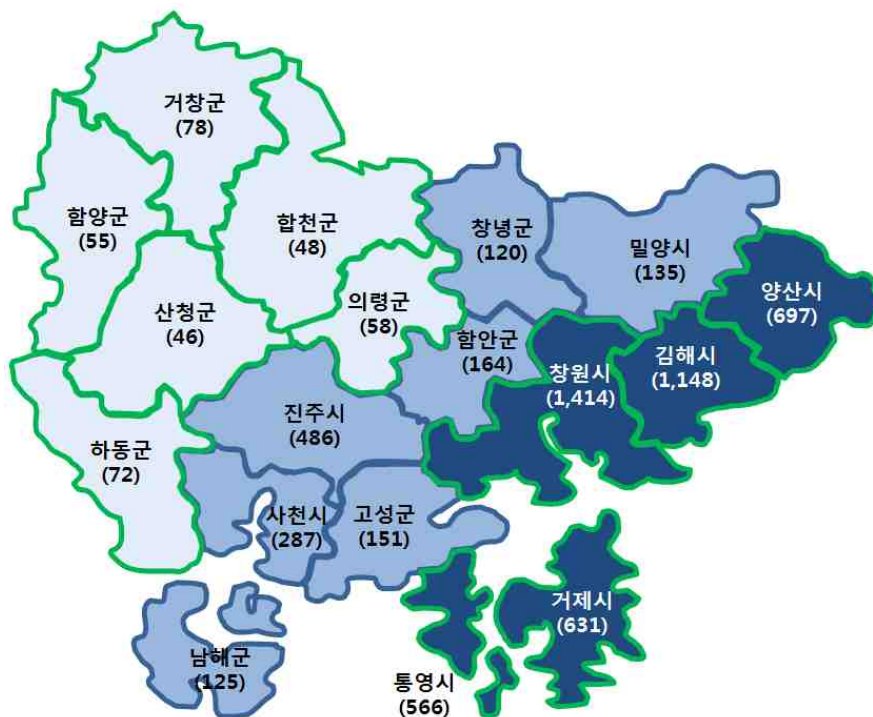 거창군
(78)
함양군
(55)
합천군
(48)
창녕군
(120)
밀양시
(135)
양산시
(697)
산청군
(46)
의령군
(58)
함안군
(164)
창원시
(1,414)
김해시
(1,148)
진주시
(486)
하동군
(72)
사천시
(287)
고성군
(151)
거제시
(631)
남해군
(125)
통영시
(566)